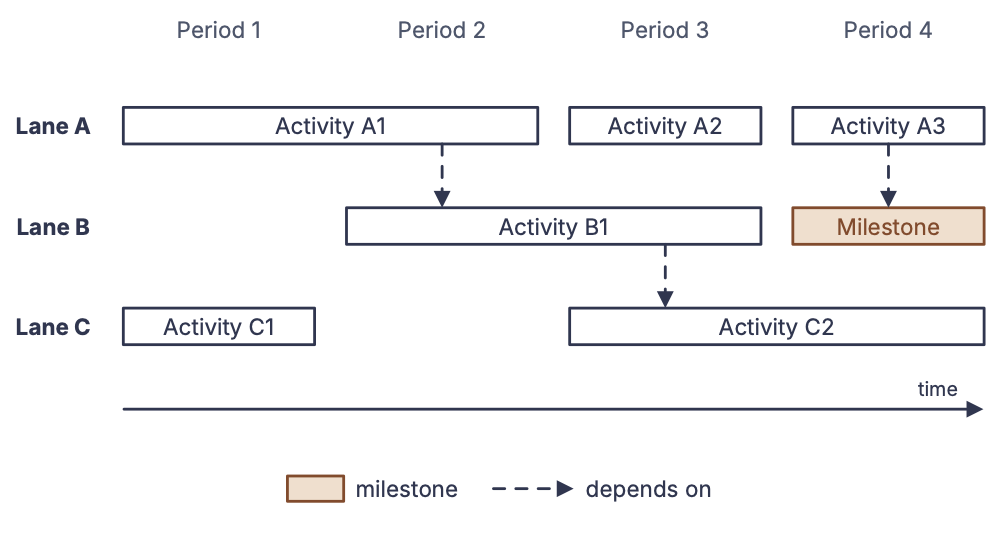 Period 1
Period 2
Period 3
Period 4
Lane A
Activity A1
Activity A2
Activity A3
Lane B
Activity B1
Milestone
Lane C
Activity C1
Activity C2
time
milestone
depends on